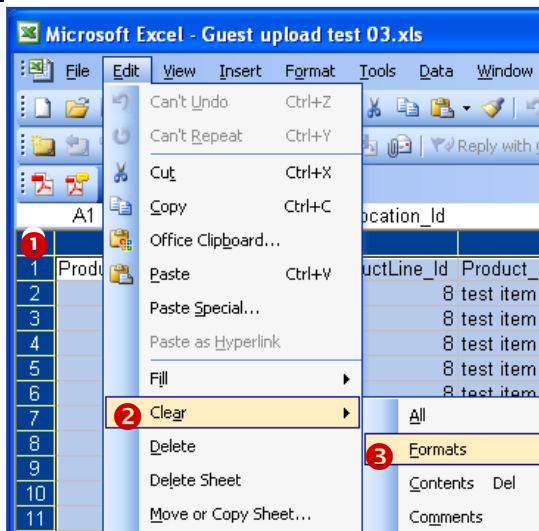 Microsoft Excel - Guest upload test 03.xls
File Edit View Insert Format Tools Data Window
Can't Undo Ctrl+Z
Can't Repeat Ctrl+Y
Reply with
Cut Ctrl+X
A1 Copy Ctrl+C ocation_Id
1 Office Clipboard...
1 Produ Paste Ctrl+V uctLine_Id Product_
2 8 test item
3 Paste Special... 8 test item
4 Paste as Hyperlink 8 test item
5 Fill 8 test item
6 8 test item
7 2 Clear All
8 Delete 3 Formats
9 Delete Sheet Contents Del
10
11 Move or Copy Sheet... Comments